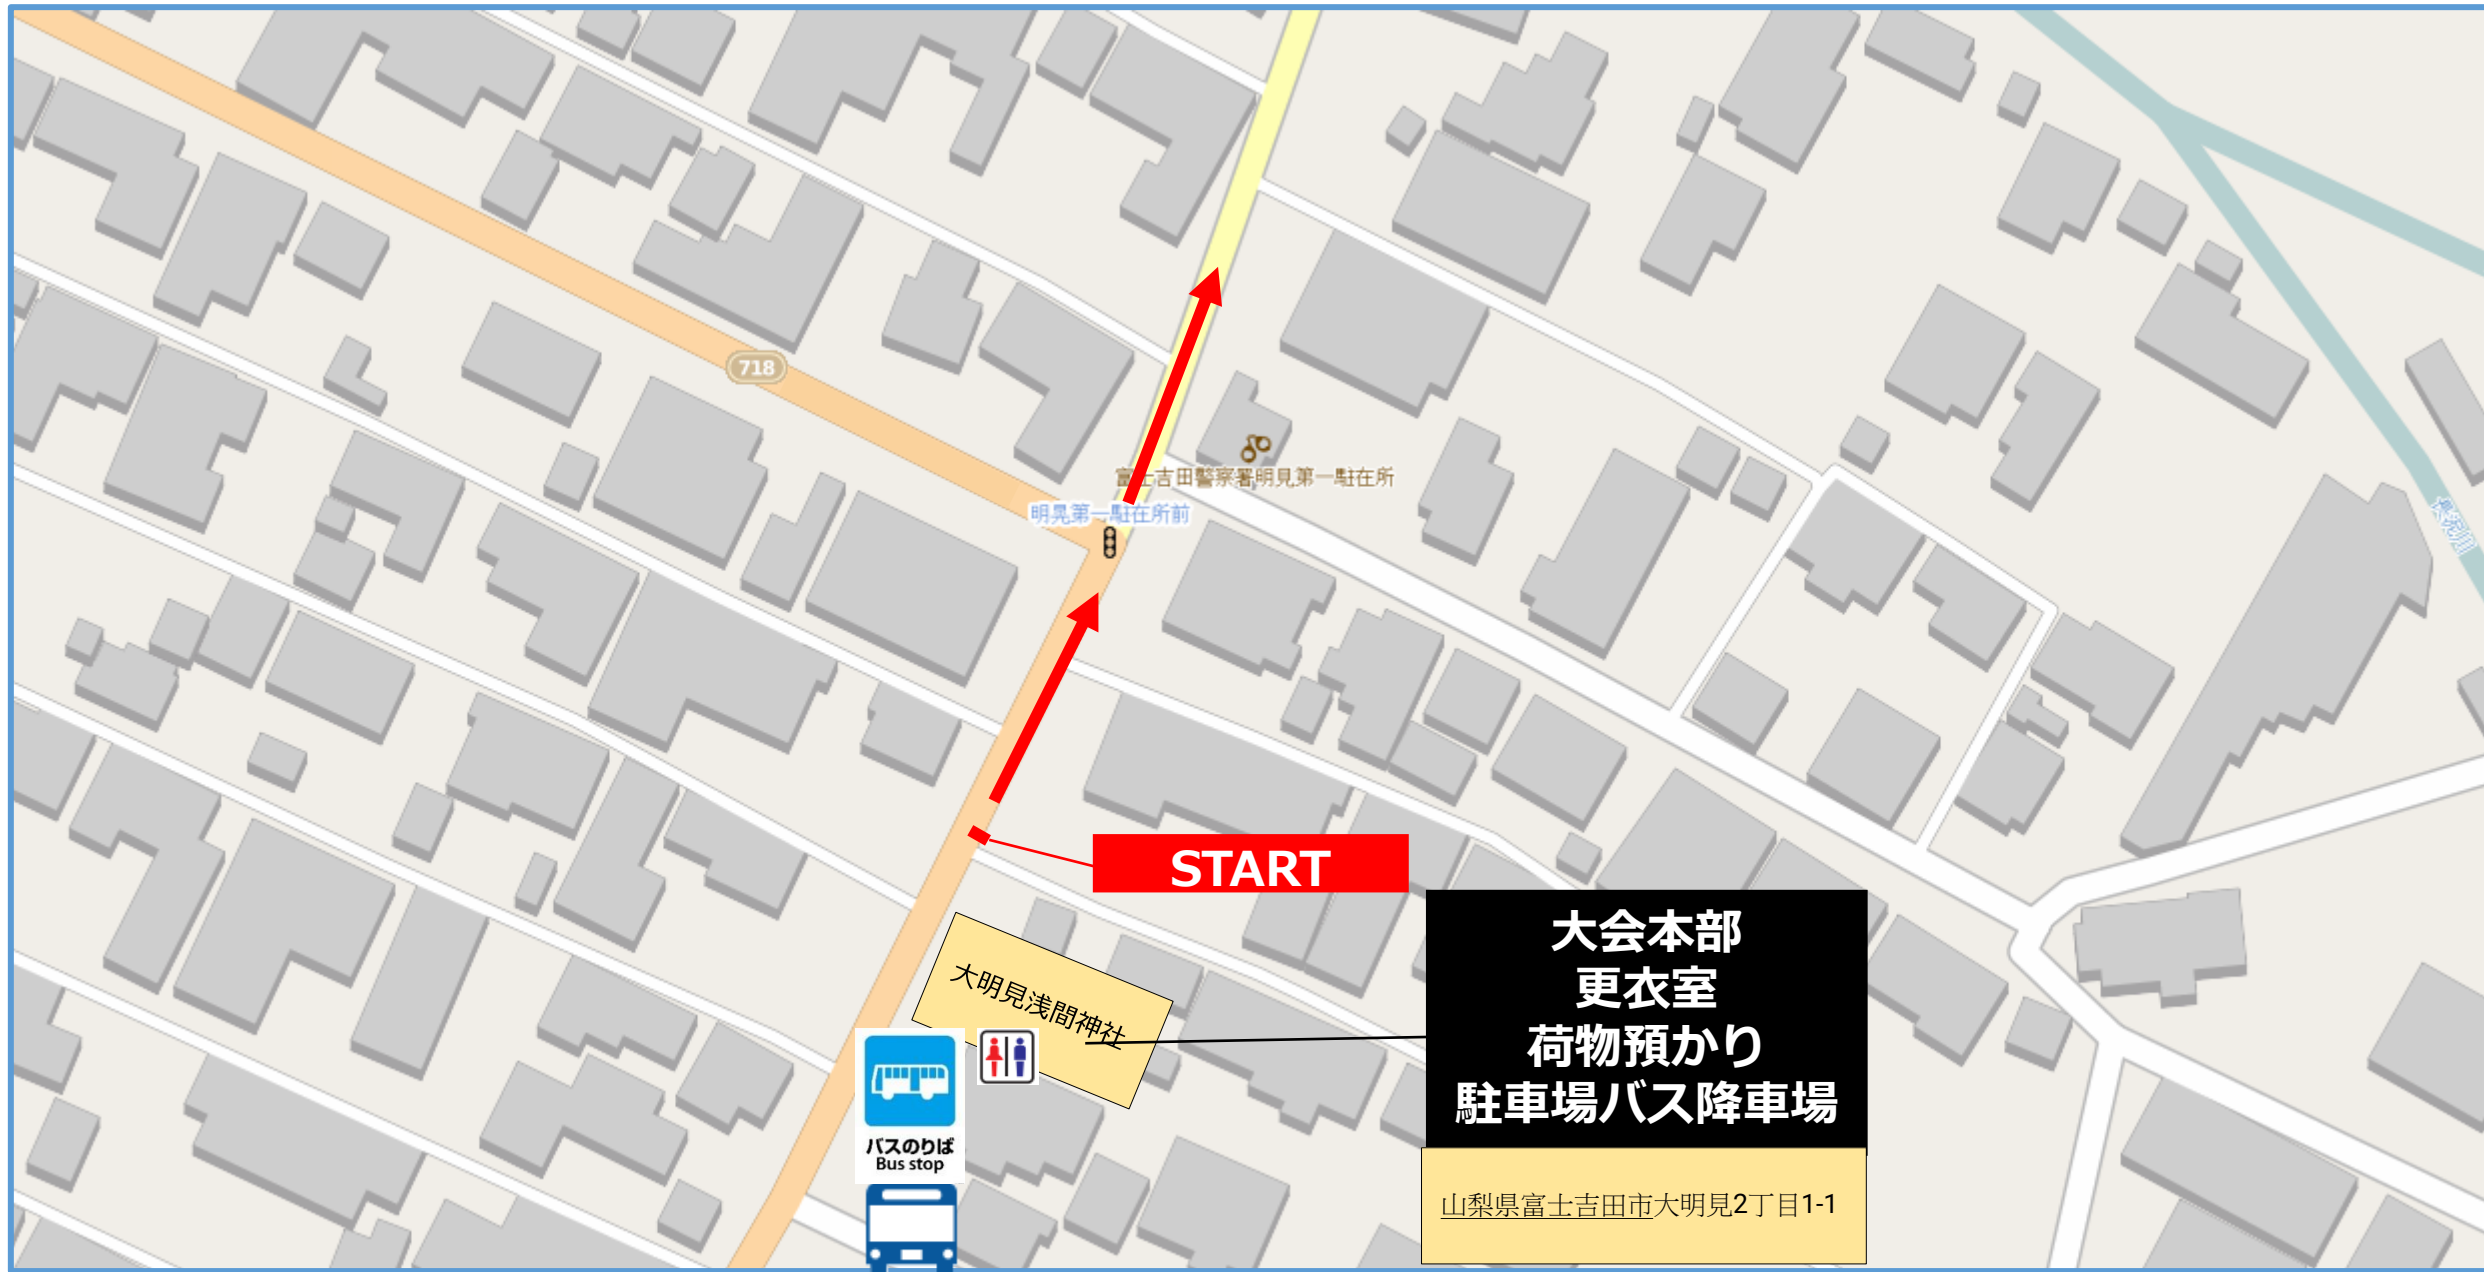 718
富士吉田警察署明見第一駐在所
明見第一駐在所前
START
大明見浅間神社
バスのりば
Bus stop
大会本部
更衣室
荷物預かり
駐車場バス降車場
山梨県富士吉田市大明見2丁目1-1